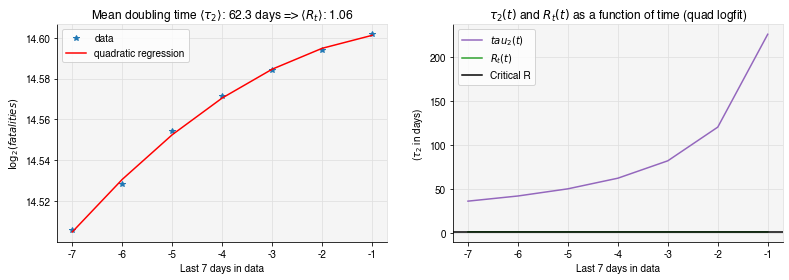 Mean doubling time ⟨τ₂⟩: 62.3 days => ⟨Rₜ⟩: 1.06
data
quadratic regression
log₂(fatalities)
14.60
14.58
14.56
14.54
14.52
-7 -6 -5 -4 -3 -2 -1
Last 7 days in data
τ₂(t) and Rₜ(t) as a function of time (quad logfit)
tau₂(t)
Rₜ(t)
Critical R
(τ₂ in days)
200
150
100
50
0
-7 -6 -5 -4 -3 -2 -1
Last 7 days in data